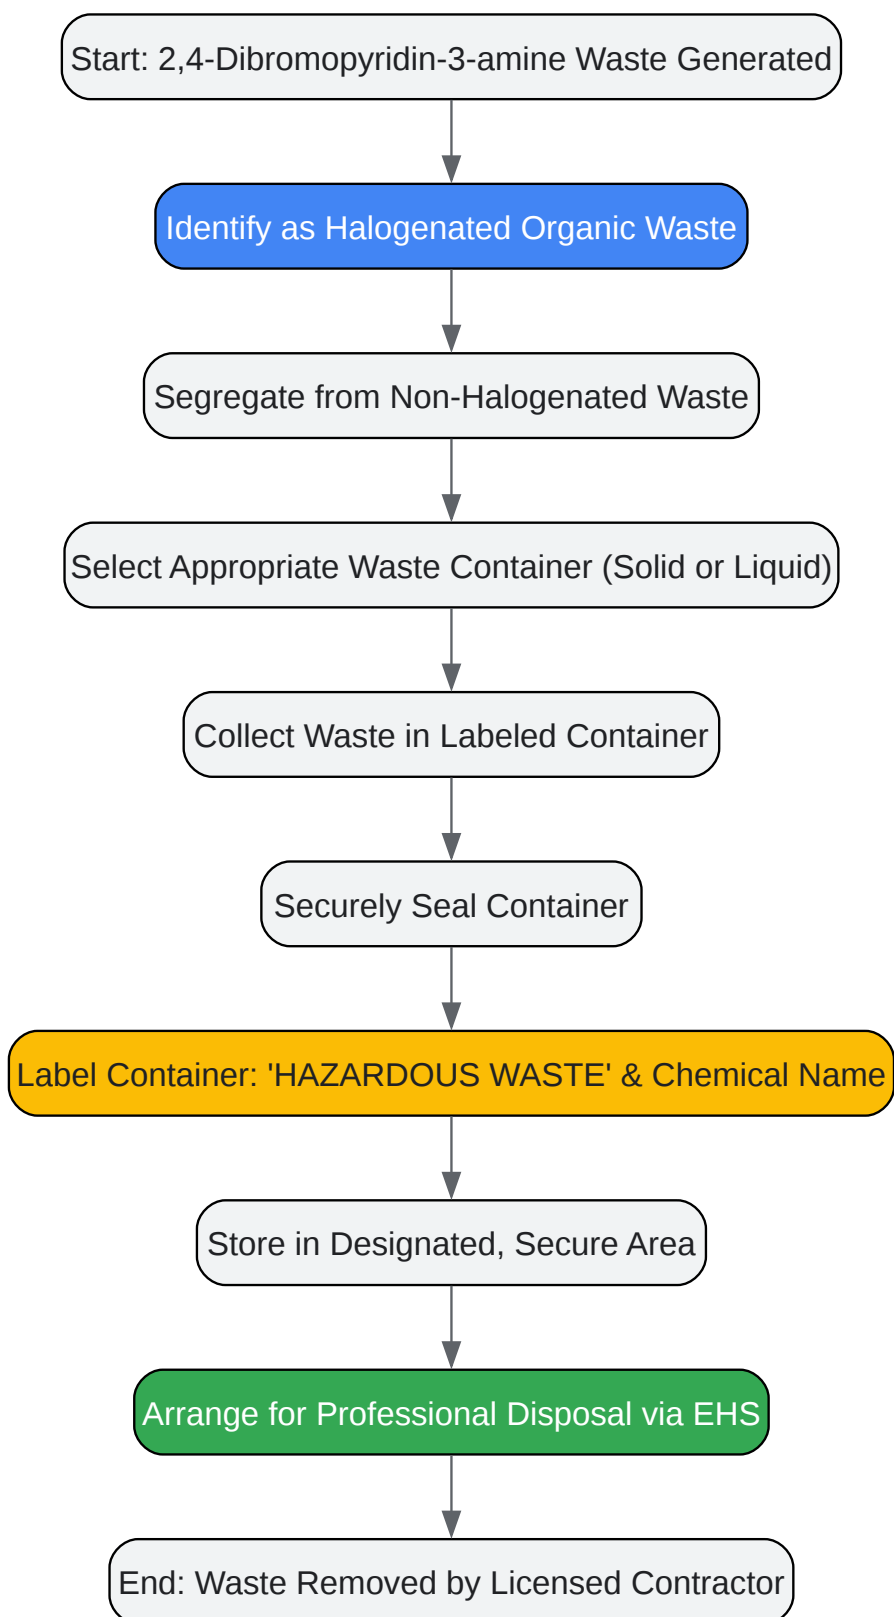 Start: 2,4-Dibromopyridin-3-amine Waste Generated
Identify as Halogenated Organic Waste
Segregate from Non-Halogenated Waste
Select Appropriate Waste Container (Solid or Liquid)
Collect Waste in Labeled Container
Securely Seal Container
Label Container: 'HAZARDOUS WASTE' & Chemical Name
Store in Designated, Secure Area
Arrange for Professional Disposal via EHS
End: Waste Removed by Licensed Contractor